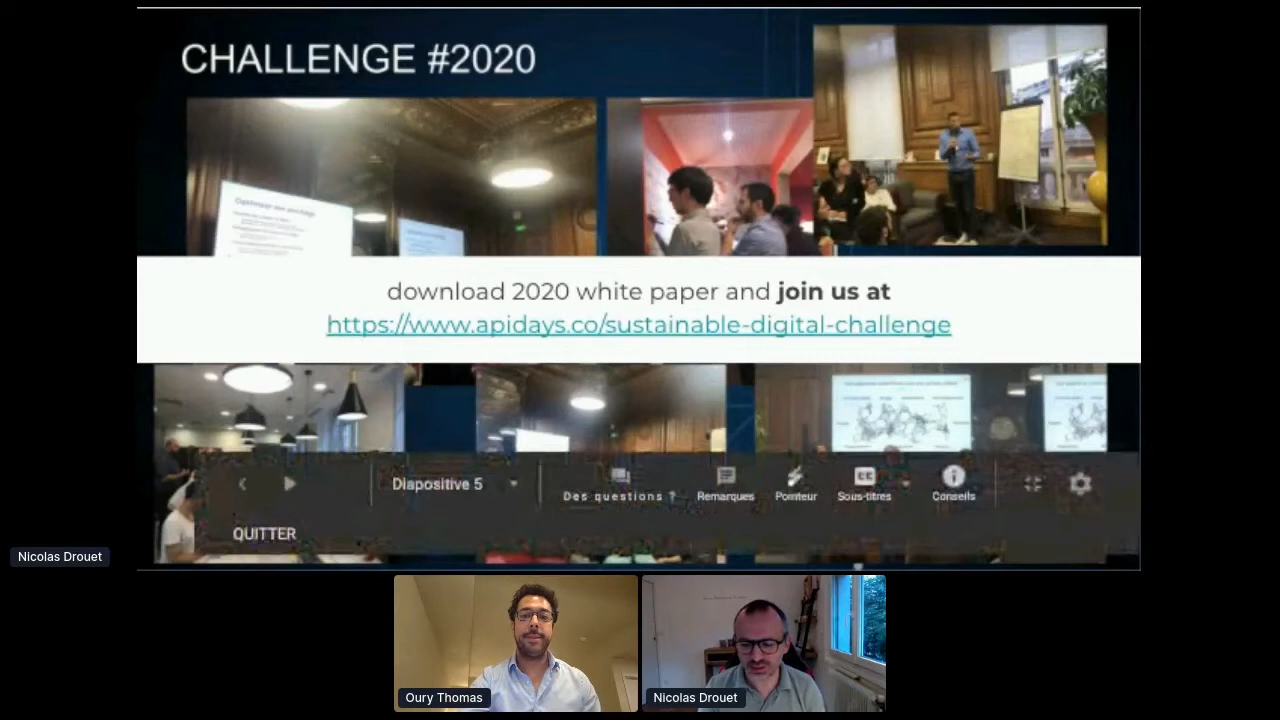 CHALLENGE #2020
download 2020 white paper and join us at
https://www.apidays.co/sustainable-digital-challenge
Diapositive 5
Des questions ?
Remarques
Pointeur
CC
Sous-titres
Conseils
QUITTER
Nicolas Drouet
Oury Thomas
Nicolas Drouet